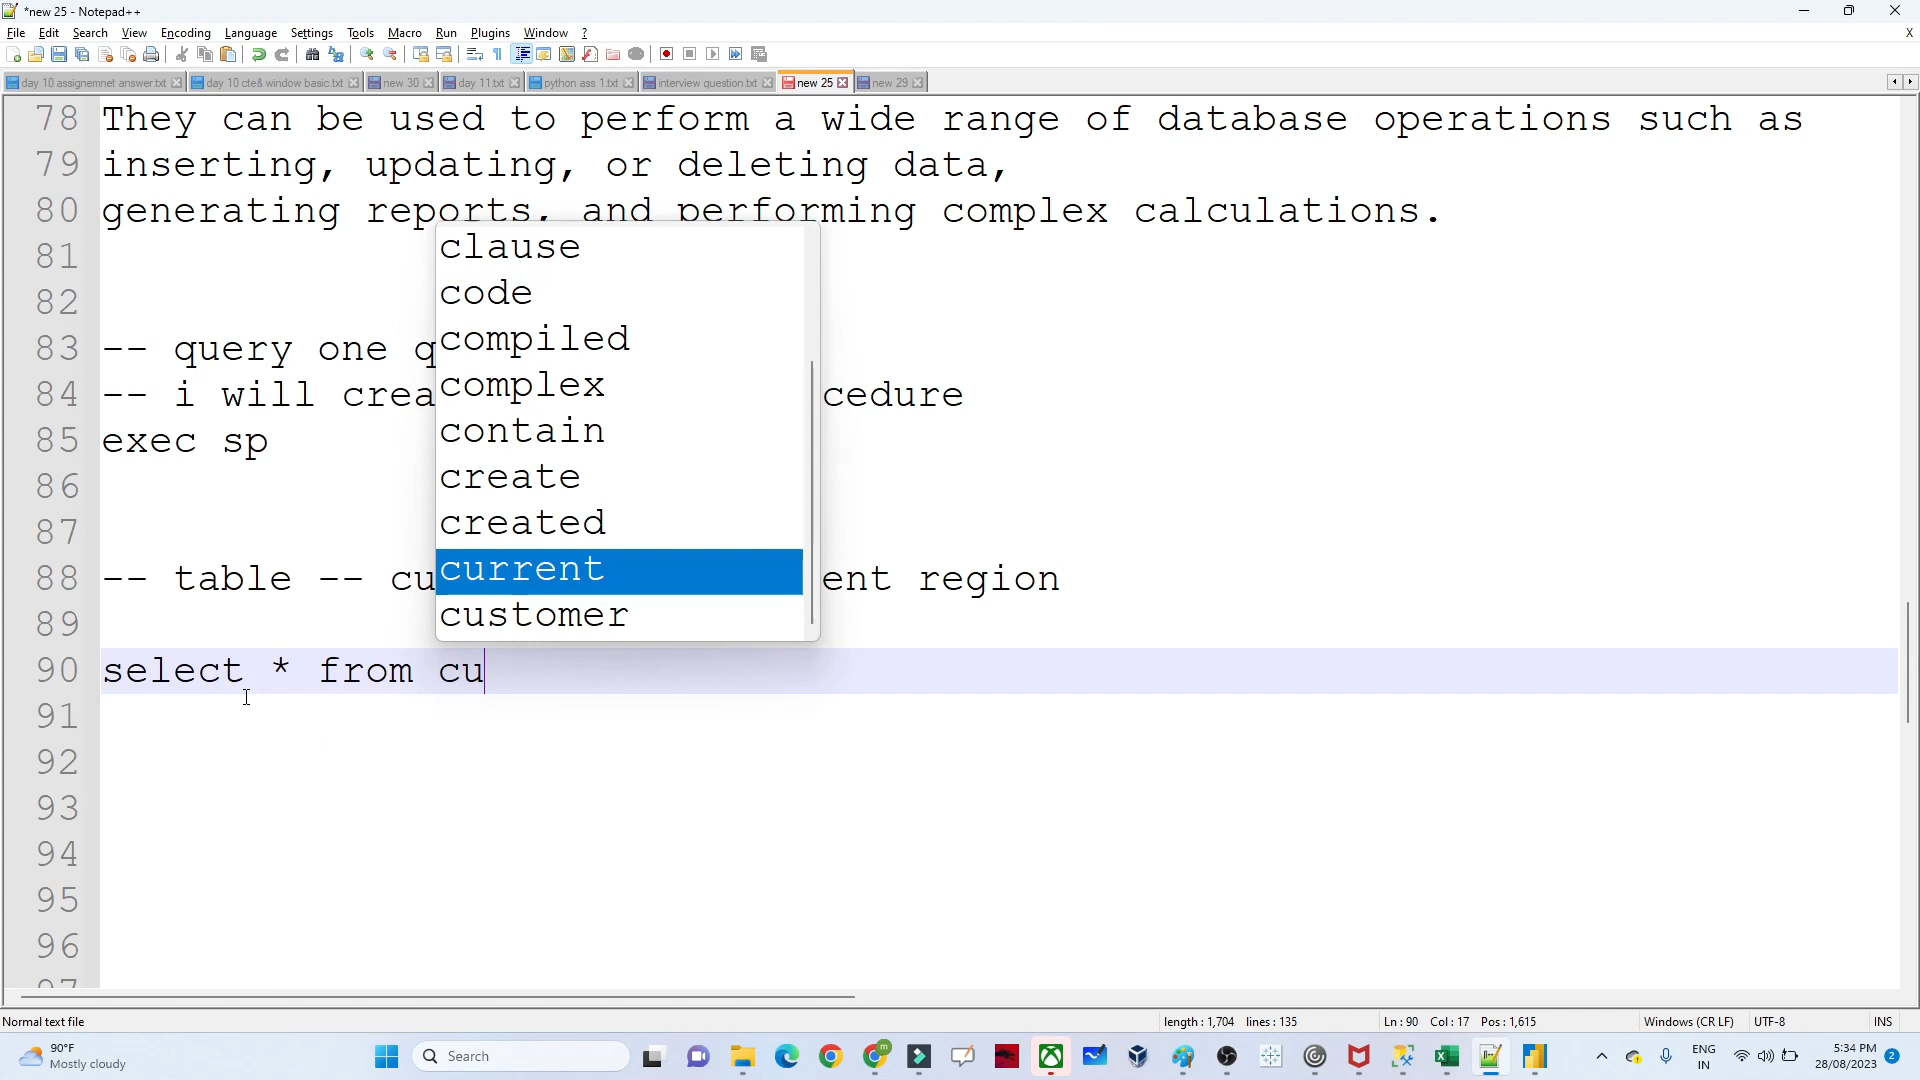 *new 25 - Notepad++
File Edit Search View Encoding Language Settings Tools Macro Run Plugins Window ? X
day 10 assignemnet answer.txt day 10 cte& window basic.txt new 30 day 11.txt python ass 1.txt interview question.txt new 25 new 29
78 They can be used to perform a wide range of database operations such as
79 inserting, updating, or deleting data,
80 generating reports, and performing complex calculations.
81
clause
82
code
83 -- query one q
compiled
84 -- i will crea cedure
complex
85 exec sp
contain
86
create
87
created
88 -- table -- cu ent region
current
89
customer
90 select * from cu
91
92
93
94
95
96
97
Normal text file length : 1,704 lines : 135 Ln : 90 Col : 17 Pos : 1,615 Windows (CR LF) UTF-8 INS
90°F
Mostly cloudy
Search
m
ENG
IN
5:34 PM
28/08/2023
2